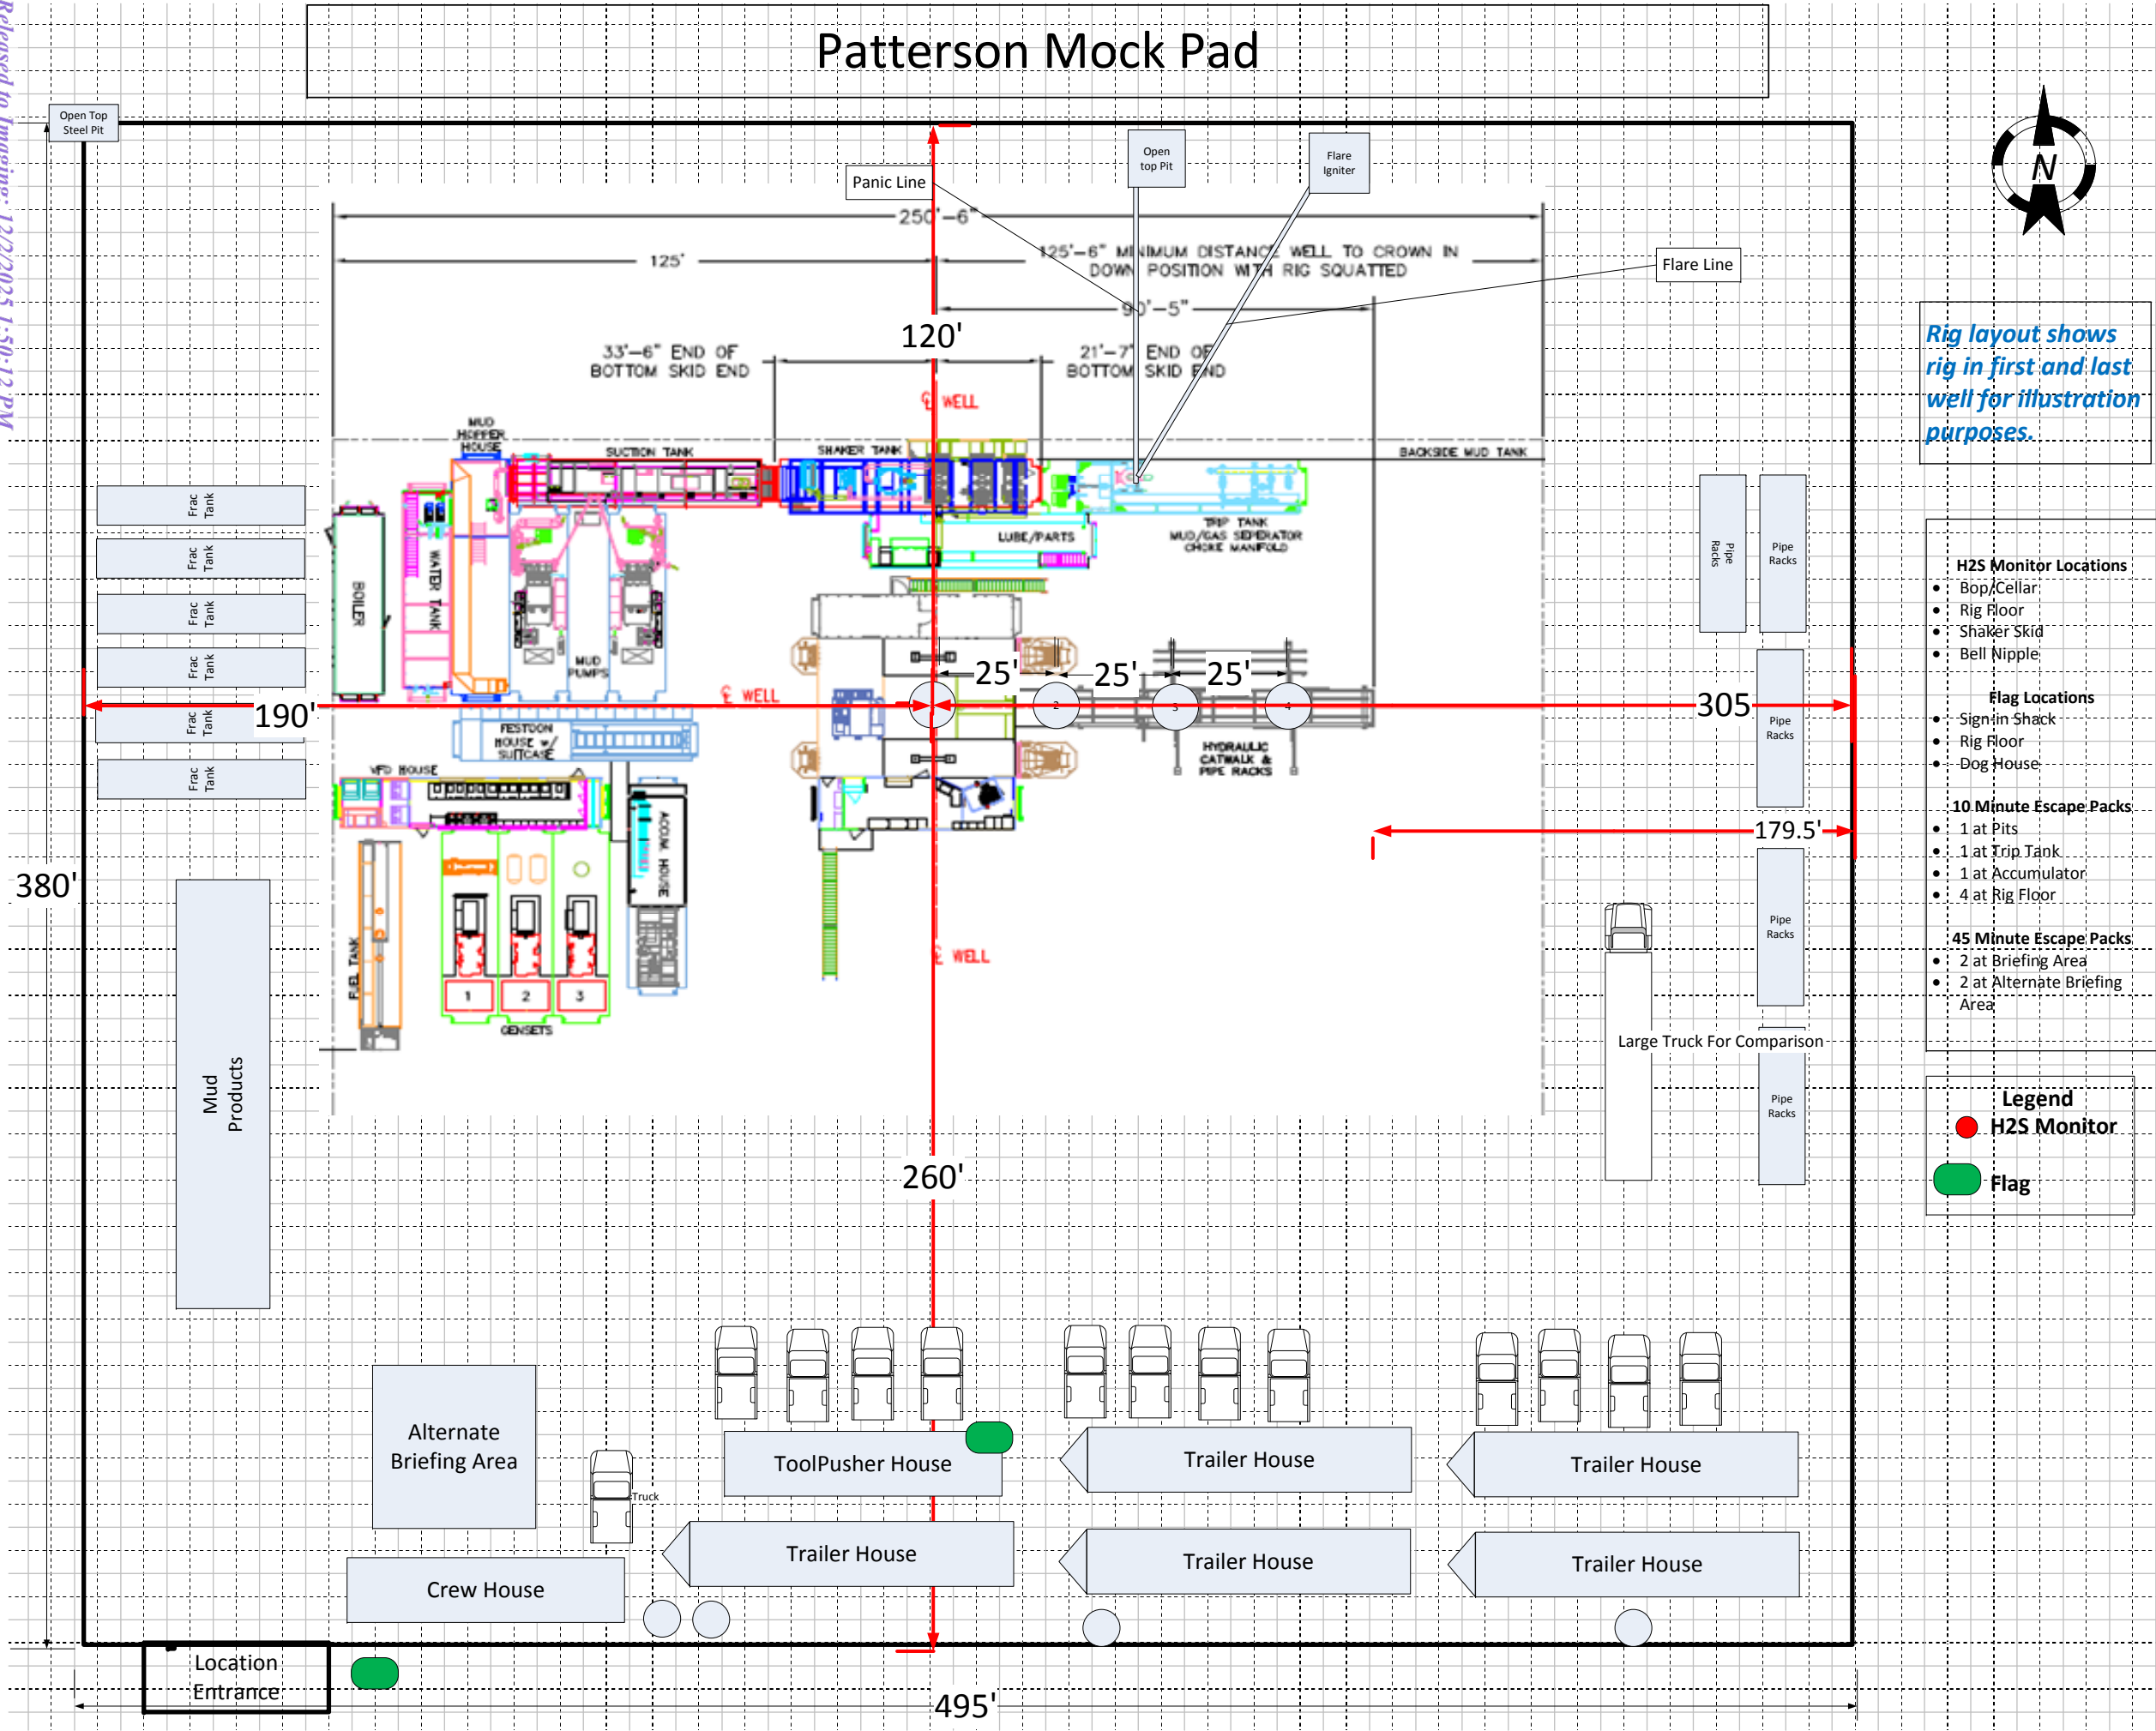 Released to Imaging: 12/2/2025 1:50:12 PM
Patterson Mock Pad
Open Top
Steel Pit
Open
top Pit
Flare
Igniter
Panic Line
Flare Line
N
250'-6"
125'
125'-6" MINIMUM DISTANCE WELL TO CROWN IN
DOWN POSITION WITH RIG SQUATTED
90'-5"
120'
33'-6" END OF
BOTTOM SKID END
21'-7" END OF
BOTTOM SKID END
℄ WELL
MUD
HOPPER
HOUSE
SUCTION TANK
SHAKER TANK
BACKSIDE MUD TANK
Rig layout shows
rig in first and last
well for illustration
purposes.
Frac
Tank
Frac
Tank
Frac
Tank
Frac
Tank
Frac
Tank
Frac
Tank
BOILER
WATER TANK
MUD
PUMPS
LUBE/PARTS
TRIP TANK
MUD/GAS SEPERATOR
CHOKE MANIFOLD
Pipe
Racks
Pipe
Racks
Pipe
Racks
Pipe
Racks
Pipe
Racks
25'
25'
25'
2
3
4
190'
℄ WELL
305
FESTOON
HOUSE w/
SUITCASE
HYDRAULIC
CATWALK &
PIPE RACKS
VFD HOUSE
ACCUM. HOUSE
179.5'
380'
FUEL TANK
1
2
3
GENSETS
℄ WELL
Mud
Products
Large Truck For Comparison
260'
H2S Monitor Locations
• Bop/Cellar
• Rig Floor
• Shaker Skid
• Bell Nipple
Flag Locations
• Sign in Shack
• Rig Floor
• Dog House
10 Minute Escape Packs
• 1 at Pits
• 1 at Trip Tank
• 1 at Accumulator
• 4 at Rig Floor
45 Minute Escape Packs
• 2 at Briefing Area
• 2 at Alternate Briefing
Area
Legend
H2S Monitor
Flag
Alternate
Briefing Area
Truck
ToolPusher House
Trailer House
Trailer House
Crew House
Trailer House
Trailer House
Trailer House
Location
Entrance
495'